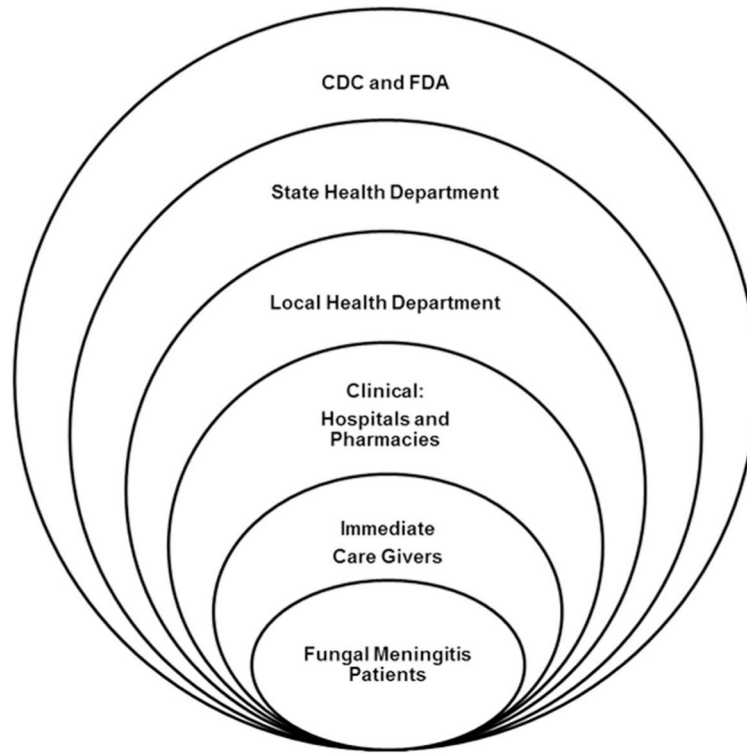 CDC and FDA
State Health Department
Local Health Department
Clinical:
Hospitals and
Pharmacies
Immediate
Care Givers
Fungal Meningitis
Patients